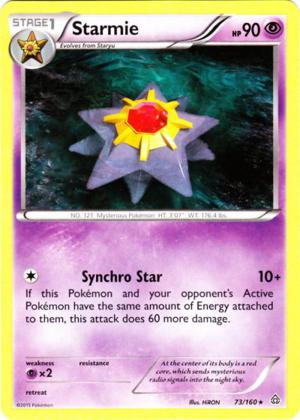 STAGE1
Starmie
HP 90
Evolves from Staryu
NO. 121 Mysterious Pokémon HT: 3'07" WT: 176.4 lbs.
Synchro Star 10+
If this Pokémon and your opponent's Active
Pokémon have the same amount of Energy attached
to them, this attack does 60 more damage.
weakness resistance
×2
retreat
At the center of its body is a red
core, which sends mysterious
radio signals into the night sky.
Illus. HiRON 73/160 ★
©2015 Pokémon